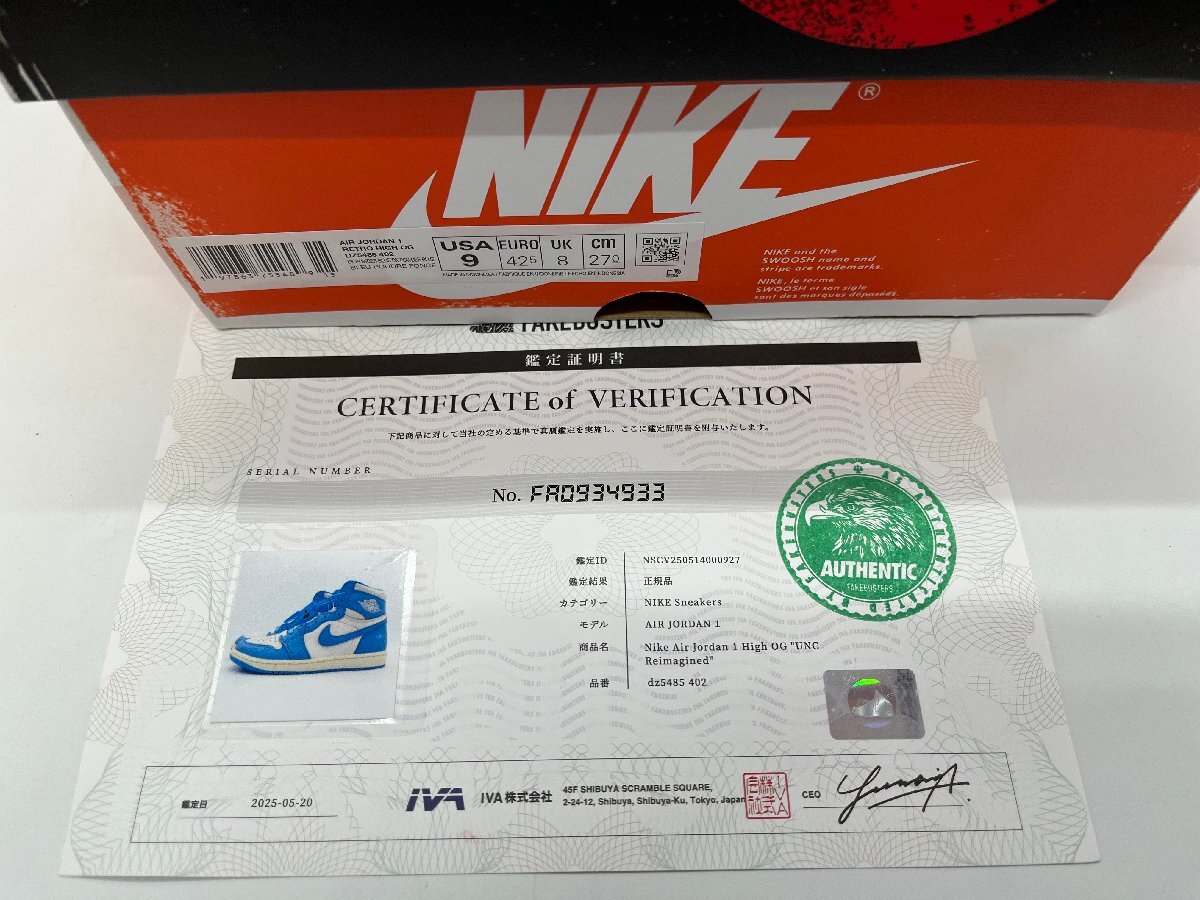 NIKE®
AIR JORDAN 1
RETRO HIGH OG
DZ5485 402
USA 9 EURO 42,5 UK 8 cm 27.0
NIKE and the
SWOOSH name and
stripe are trademarks.
NIKE, le terme
SWOOSH et son sigle
sont des marques déposées.
FAKEBUSTERS
鑑定証明書
CERTIFICATE of VERIFICATION
下記商品に対して当社の定める基準で真贋鑑定を実施し、ここに鑑定証明書を附与いたします。
SERIAL NUMBER
No. FA0934933
鑑定ID NSCV250514000927
鑑定結果 正規品
カテゴリー NIKE Sneakers
モデル AIR JORDAN 1
商品名 Nike Air Jordan 1 High OG "UNC
Reimagined"
品番 dz5485 402
AS AUTHENTICATED BY FAKEBUSTERS
AUTHENTIC
FAKEBUSTERS
鑑定日 2025-05-20
IVA
IVA株式会社
45F SHIBUYA SCRAMBLE SQUARE,
2-24-12, Shibuya, Shibuya-Ku, Tokyo, Japan
CEO